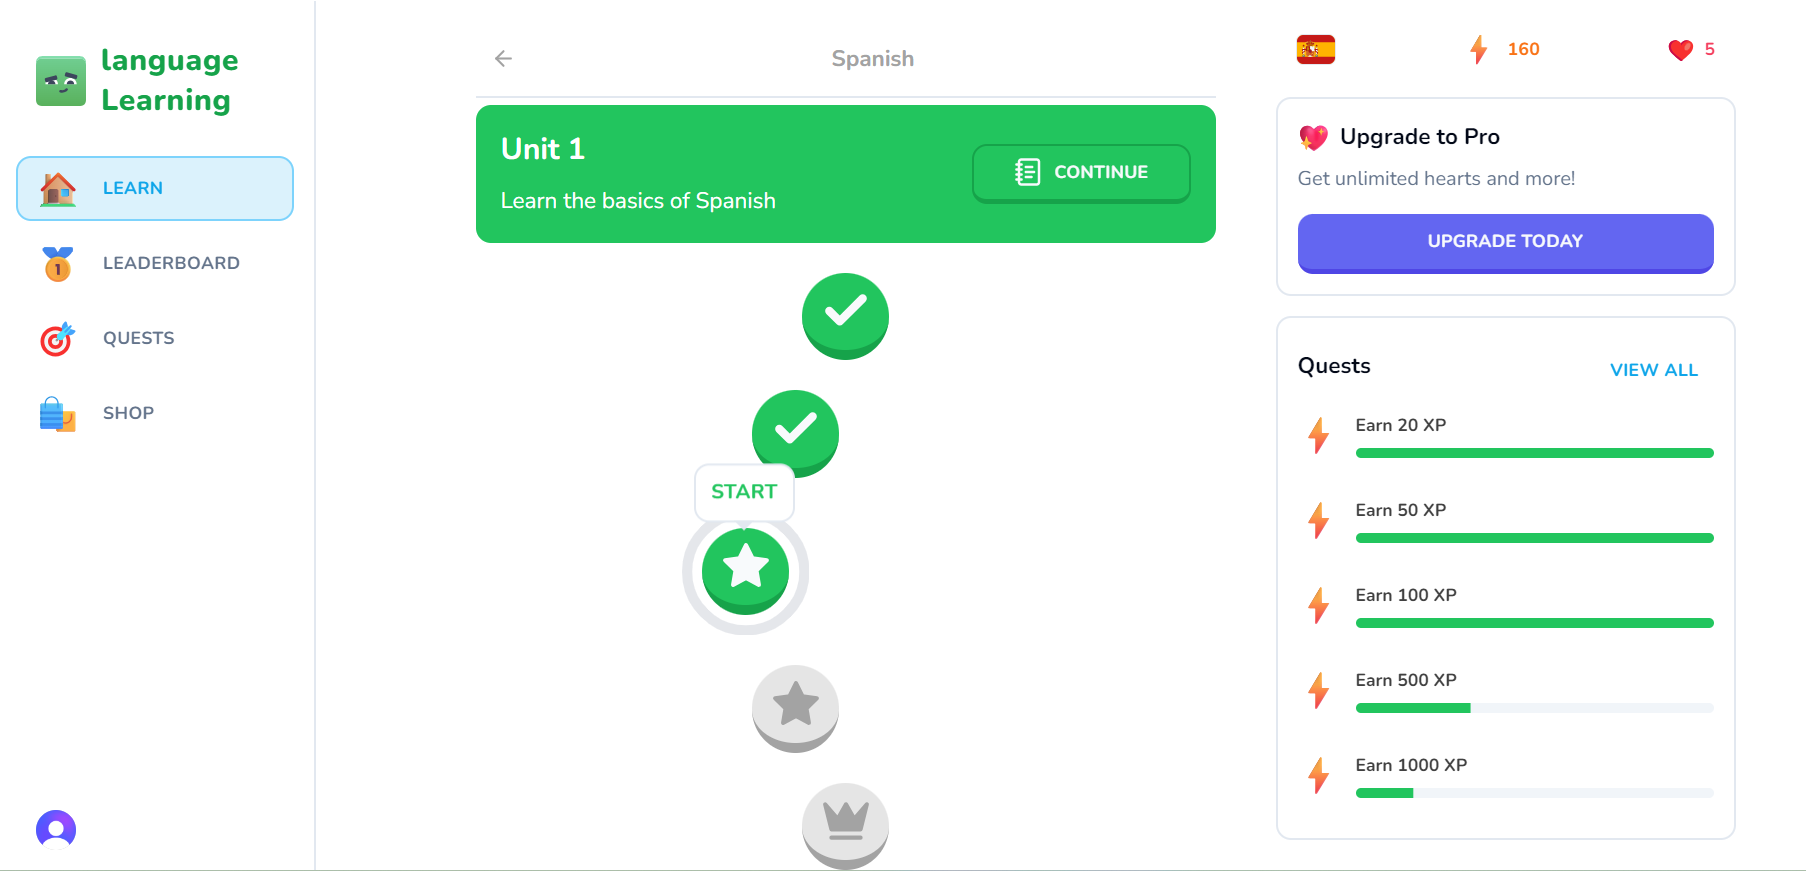 language
Learning
LEARN
LEADERBOARD
QUESTS
SHOP
Spanish
Unit 1
Learn the basics of Spanish
CONTINUE
START
160
5
Upgrade to Pro
Get unlimited hearts and more!
UPGRADE TODAY
Quests
VIEW ALL
Earn 20 XP
Earn 50 XP
Earn 100 XP
Earn 500 XP
Earn 1000 XP